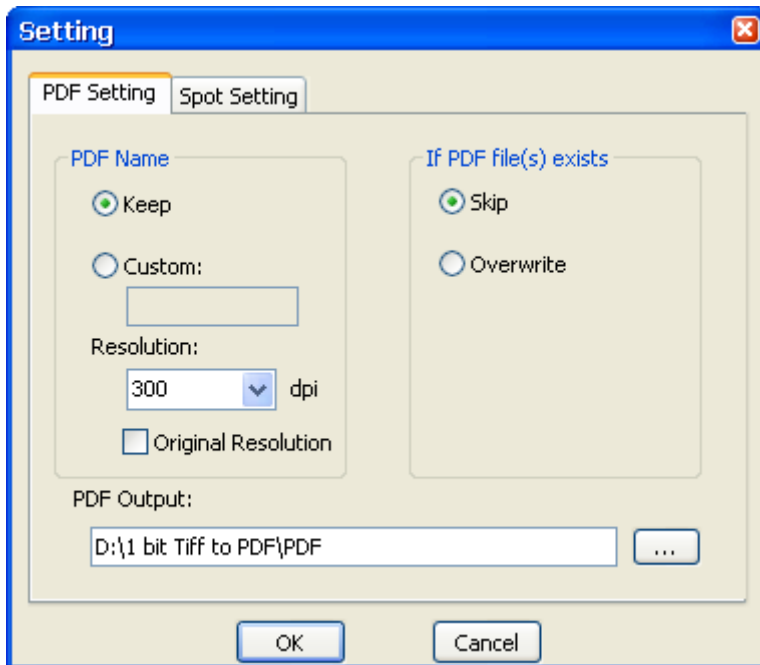 Setting
PDF Setting
Spot Setting
PDF Name
If PDF file(s) exists
Keep
Skip
Custom:
Overwrite
Resolution:
300
dpi
Original Resolution
PDF Output:
D:\1 bit Tiff to PDF\PDF
...
OK
Cancel